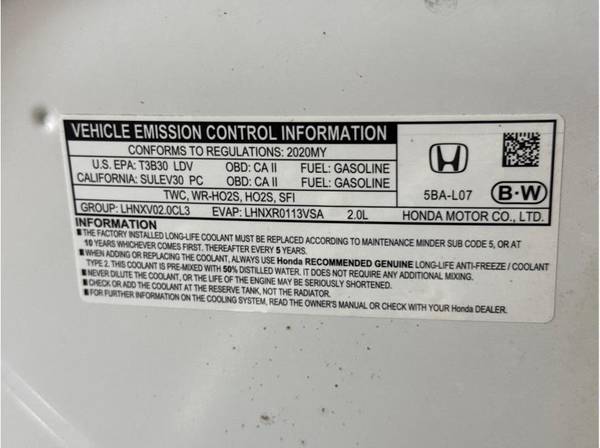 VEHICLE EMISSION CONTROL INFORMATION
CONFORMS TO REGULATIONS: 2020MY
U.S. EPA: T3B30 LDV OBD: CA II FUEL: GASOLINE
CALIFORNIA: SULEV30 PC OBD: CA II FUEL: GASOLINE
TWC, WR-HO2S, HO2S, SFI
GROUP: LHNXV02.0CL3 EVAP: LHNXR0113VSA 2.0L
5BA-L07
B·W
HONDA MOTOR CO., LTD.
INFORMATION
■ THE FACTORY INSTALLED LONG-LIFE COOLANT MUST BE REPLACED ACCORDING TO MAINTENANCE MINDER SUB CODE 5, OR AT
10 YEARS WHICHEVER COMES FIRST. THEREAFTER EVERY 5 YEARS.
■ WHEN ADDING OR REPLACING THE COOLANT, ALWAYS USE Honda RECOMMENDED GENUINE LONG-LIFE ANTI-FREEZE / COOLANT
TYPE 2. THIS COOLANT IS PRE-MIXED WITH 50% DISTILLED WATER. IT DOES NOT REQUIRE ANY ADDITIONAL MIXING.
■ NEVER DILUTE THE COOLANT, OR THE LIFE OF THE ENGINE MAY BE SERIOUSLY SHORTENED.
■ CHECK OR ADD THE COOLANT AT THE RESERVE TANK, NOT THE RADIATOR.
■ FOR FURTHER INFORMATION ON THE COOLING SYSTEM, READ THE OWNER'S MANUAL OR CHECK WITH YOUR Honda DEALER.